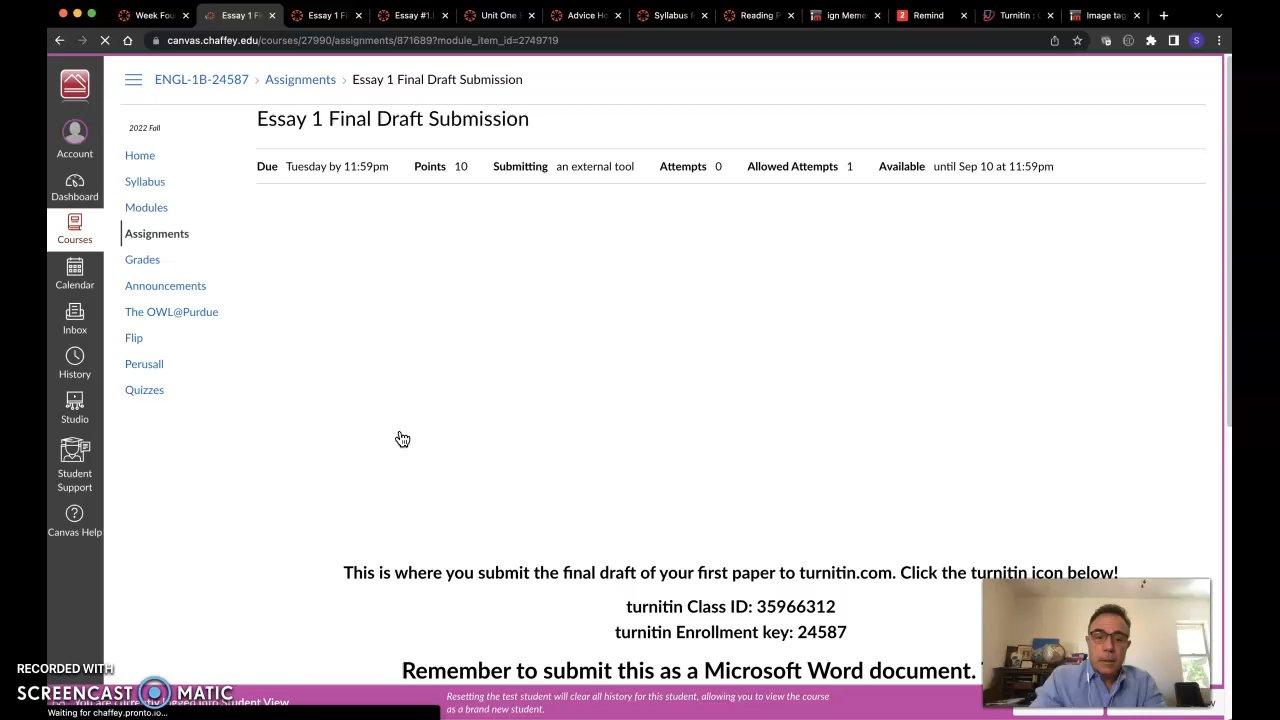 Week Fou
Essay 1 Fi
Essay 1 Fi
Essay #1.
Unit One
Advice Ho
Syllabus
Reading P
ign Meme
2
Remind
Turnitin : C
Image tag
canvas.chaffey.edu/courses/27990/assignments/871689?module_item_id=2749719
S
ENGL-1B-24587 › Assignments › Essay 1 Final Draft Submission
2022 Fall
Home
Syllabus
Modules
Assignments
Grades
Announcements
The OWL@Purdue
Flip
Perusall
Quizzes
Account
Dashboard
Courses
Calendar
Inbox
History
Studio
Student
Support
Canvas Help
Essay 1 Final Draft Submission
Due Tuesday by 11:59pm Points 10 Submitting an external tool Attempts 0 Allowed Attempts 1 Available until Sep 10 at 11:59pm
This is where you submit the final draft of your first paper to turnitin.com. Click the turnitin icon below!
turnitin Class ID: 35966312
turnitin Enrollment key: 24587
Remember to submit this as a Microsoft Word document.
RECORDED WITH
SCREENCAST MATIC
You are currently logged into Student View
Resetting the test student will clear all history for this student, allowing you to view the course
as a brand new student.
Waiting for chaffey.pronto.io...